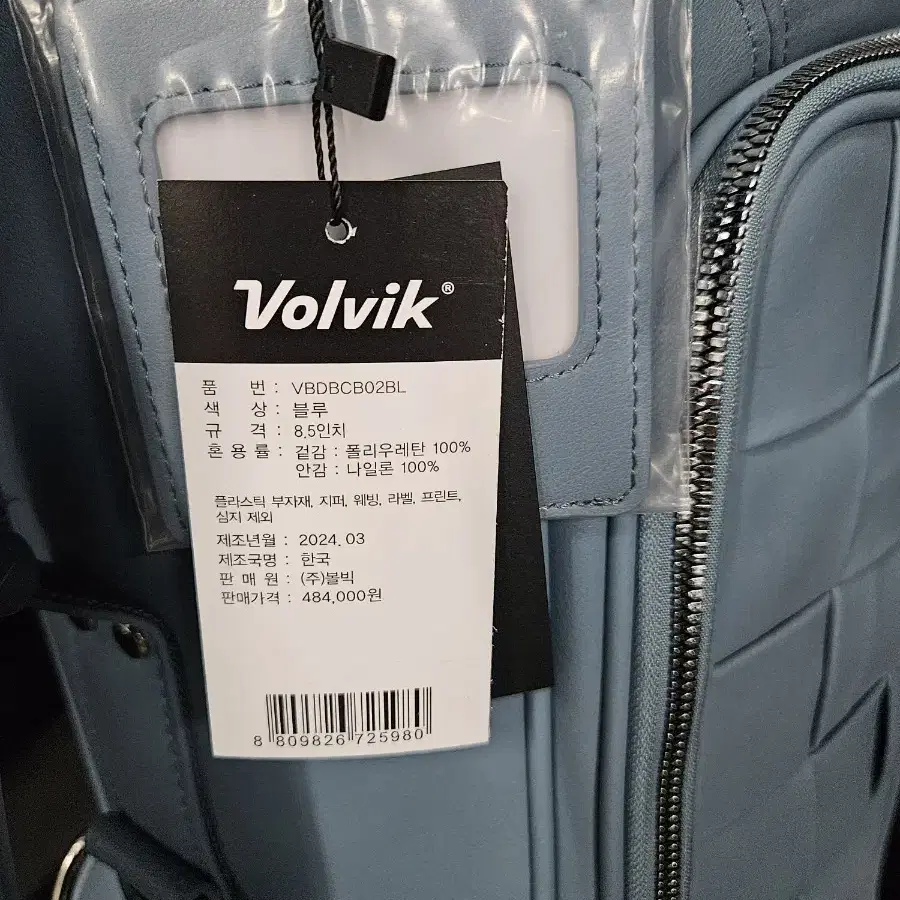 Volvik®
품 번 : VBDBCB02BL
색 상 : 블루
규 격 : 8.5인치
혼 용 률 : 겉감 : 폴리우레탄 100%
안감 : 나일론 100%
플라스틱 부자재, 지퍼, 웨빙, 라벨, 프린트,
심지 제외
제조년월 : 2024. 03
제조국명 : 한국
판 매 원 : (주)볼빅
판매가격 : 484,000원
8 809826 725980